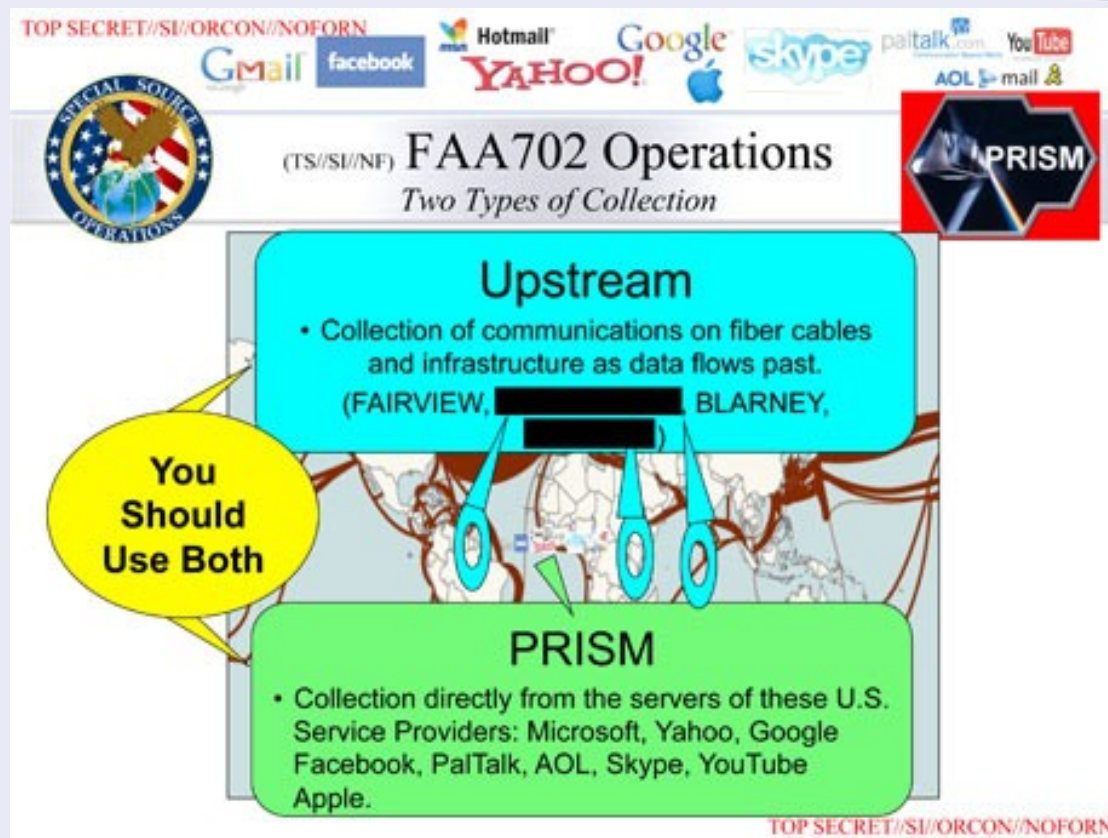 TOP SECRET//SI//ORCON//NOFORN
Gmail
facebook
msn Hotmail
YAHOO!
Google
skype
paltalk.com
YouTube
AOL mail
SPECIAL SOURCE OPERATIONS
(TS//SI//NF) FAA702 Operations
Two Types of Collection
PRISM
Upstream
• Collection of communications on fiber cables
and infrastructure as data flows past.
(FAIRVIEW, , BLARNEY,
)
You
Should
Use Both
PRISM
• Collection directly from the servers of these U.S.
Service Providers: Microsoft, Yahoo, Google
Facebook, PalTalk, AOL, Skype, YouTube
Apple.
TOP SECRET//SI//ORCON//NOFORN